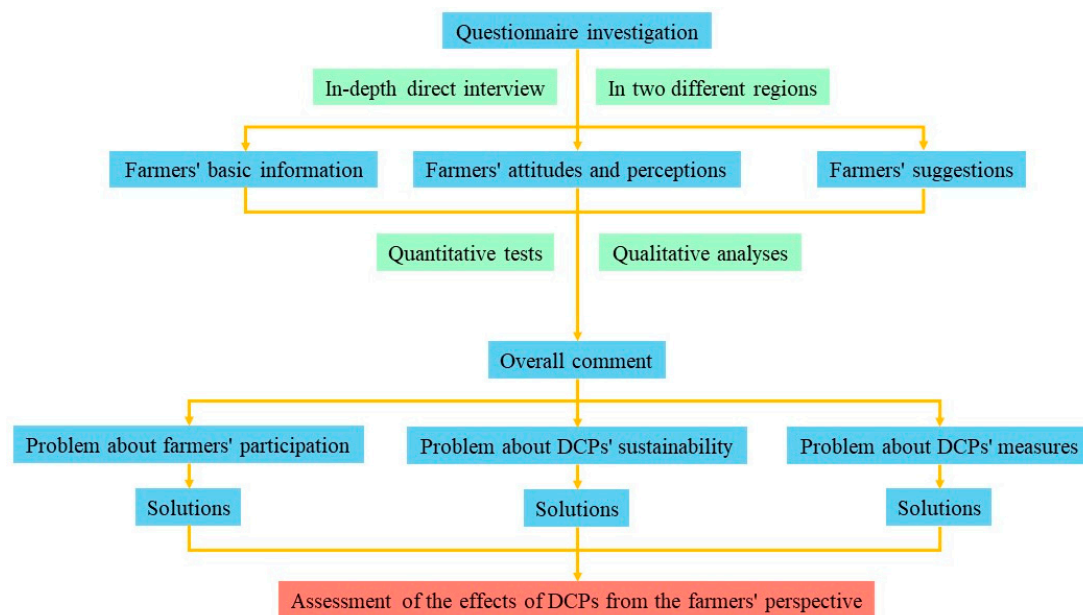 Questionnaire investigation
In-depth direct interview
In two different regions
Farmers' basic information
Farmers' attitudes and perceptions
Farmers' suggestions
Quantitative tests
Qualitative analyses
Overall comment
Problem about farmers' participation
Problem about DCPs' sustainability
Problem about DCPs' measures
Solutions
Solutions
Solutions
Assessment of the effects of DCPs from the farmers' perspective